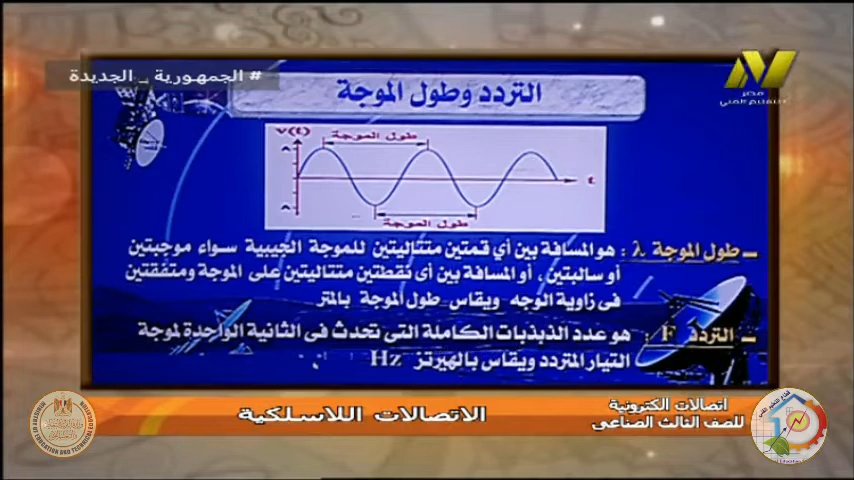 # الجمهورية _ الجديدة
مصر
التعليم الفني
التردد وطول الموجة
v(t)
طول الموجة
A
t
A
طول الموجة
ـ طول الموجة λ : هو المسافة بين أي قمتين متتاليتين للموجة الجيبية سواء موجبتين
أو سالبتين ، أو المسافة بين أى نقطتين متتاليتين على الموجة ومتفقتين
فى زاوية الوجه ويقاس طول الموجة بالمتر
ـ التردد F : هو عدد الذبذبات الكاملة التى تحدث فى الثانية الواحدة لموجة
التيار المتردد ويقاس بالهيرتز Hz
اتصالات الكترونية
للصف الثالث الصناعى
الاتصالات اللاسلكية